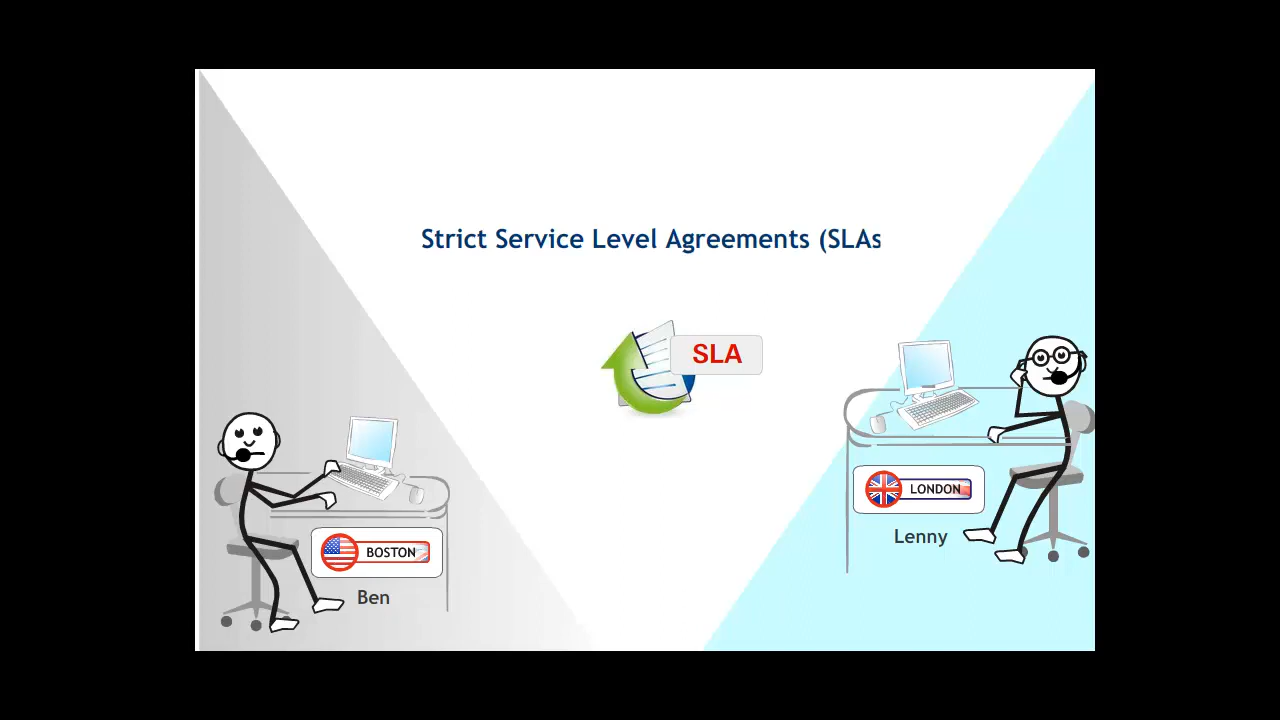 Strict Service Level Agreements (SLAs
SLA
LONDON
Lenny
BOSTON
Ben